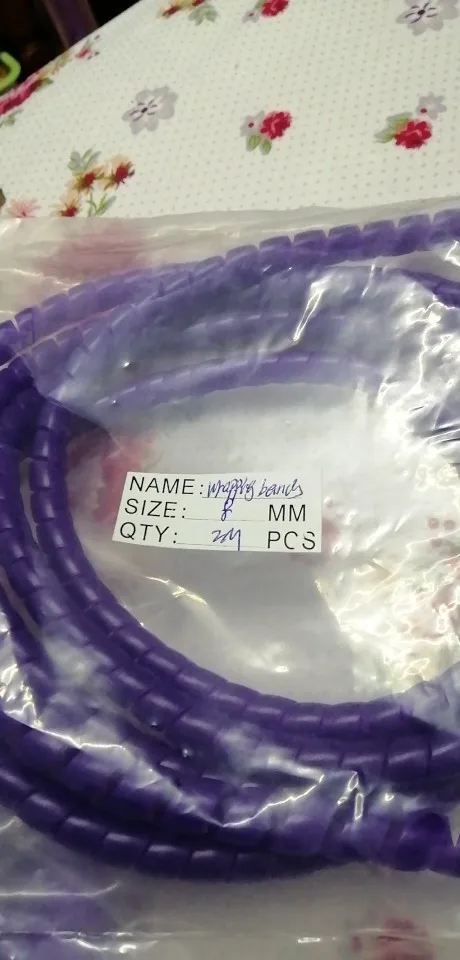 NAME: wrapping bands
SIZE: 8 MM
QTY: 2M PCS